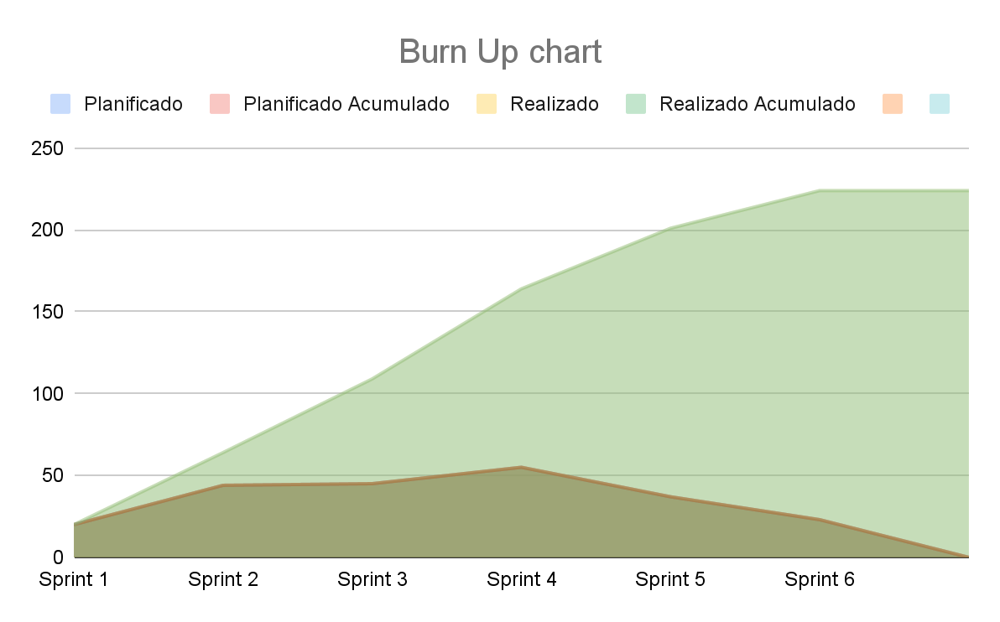 Burn Up chart
Planificado Planificado Acumulado Realizado Realizado Acumulado
250
200
150
100
50
0
Sprint 1 Sprint 2 Sprint 3 Sprint 4 Sprint 5 Sprint 6